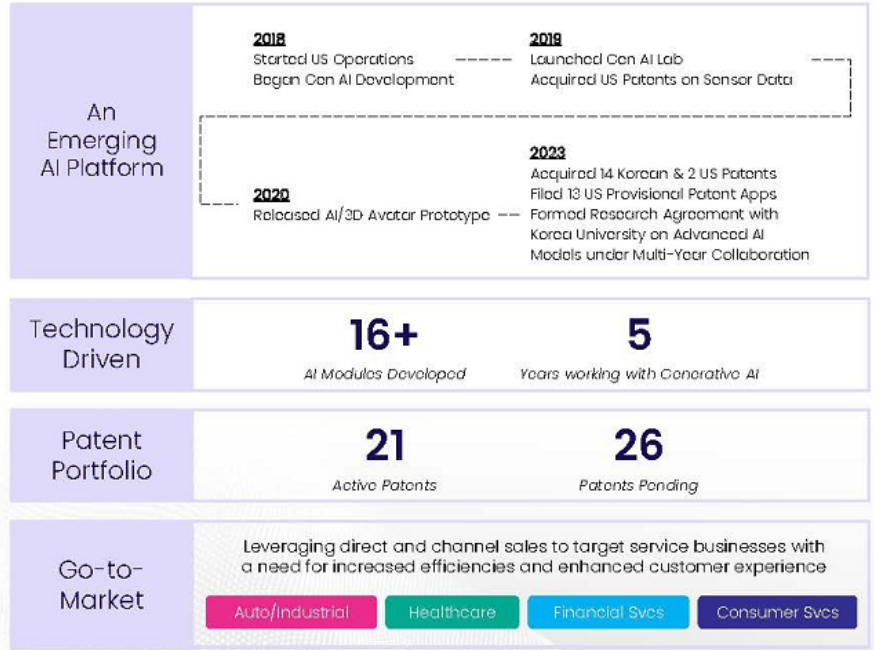 An
Emerging
AI Platform
2018
Started US Operations
Began Gen AI Development
2019
Launched Gen AI Lab
Acquired US Patents on Sensor Data
2020
Released AI/3D Avatar Prototype
2023
Acquired 14 Korean & 2 US Patents
Filed 13 US Provisional Patent Apps
Formed Research Agreement with
Korea University on Advanced AI
Models under Multi-Year Collaboration
Technology
Driven
16+
AI Modules Developed
5
Years working with Generative AI
Patent
Portfolio
21
Active Patents
26
Patents Pending
Go-to-
Market
Leveraging direct and channel sales to target service businesses with
a need for increased efficiencies and enhanced customer experience
Auto/Industrial
Healthcare
Financial Svcs
Consumer Svcs